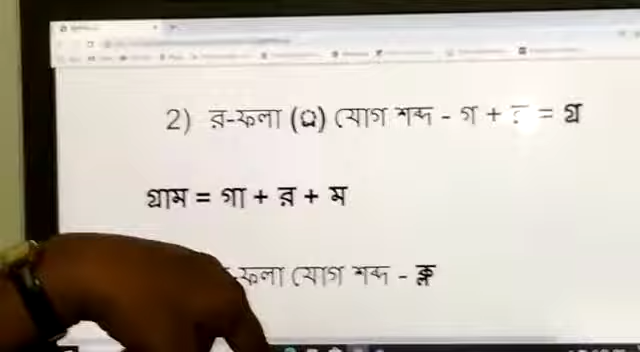 2) র-ফলা (্র) যোগ শব্দ - গ + র = গ্র
গ্রাম = গা + র + ম
-ফলা যোগ শব্দ - ক্ল